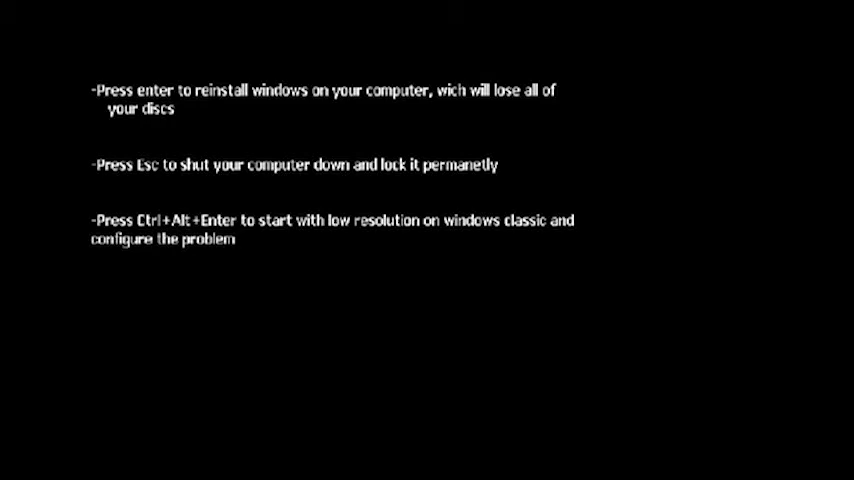 -Press enter to reinstall windows on your computer, wich will lose all of
your discs
-Press Esc to shut your computer down and lock it permanetly
-Press Ctrl+Alt+Enter to start with low resolution on windows classic and
configure the problem